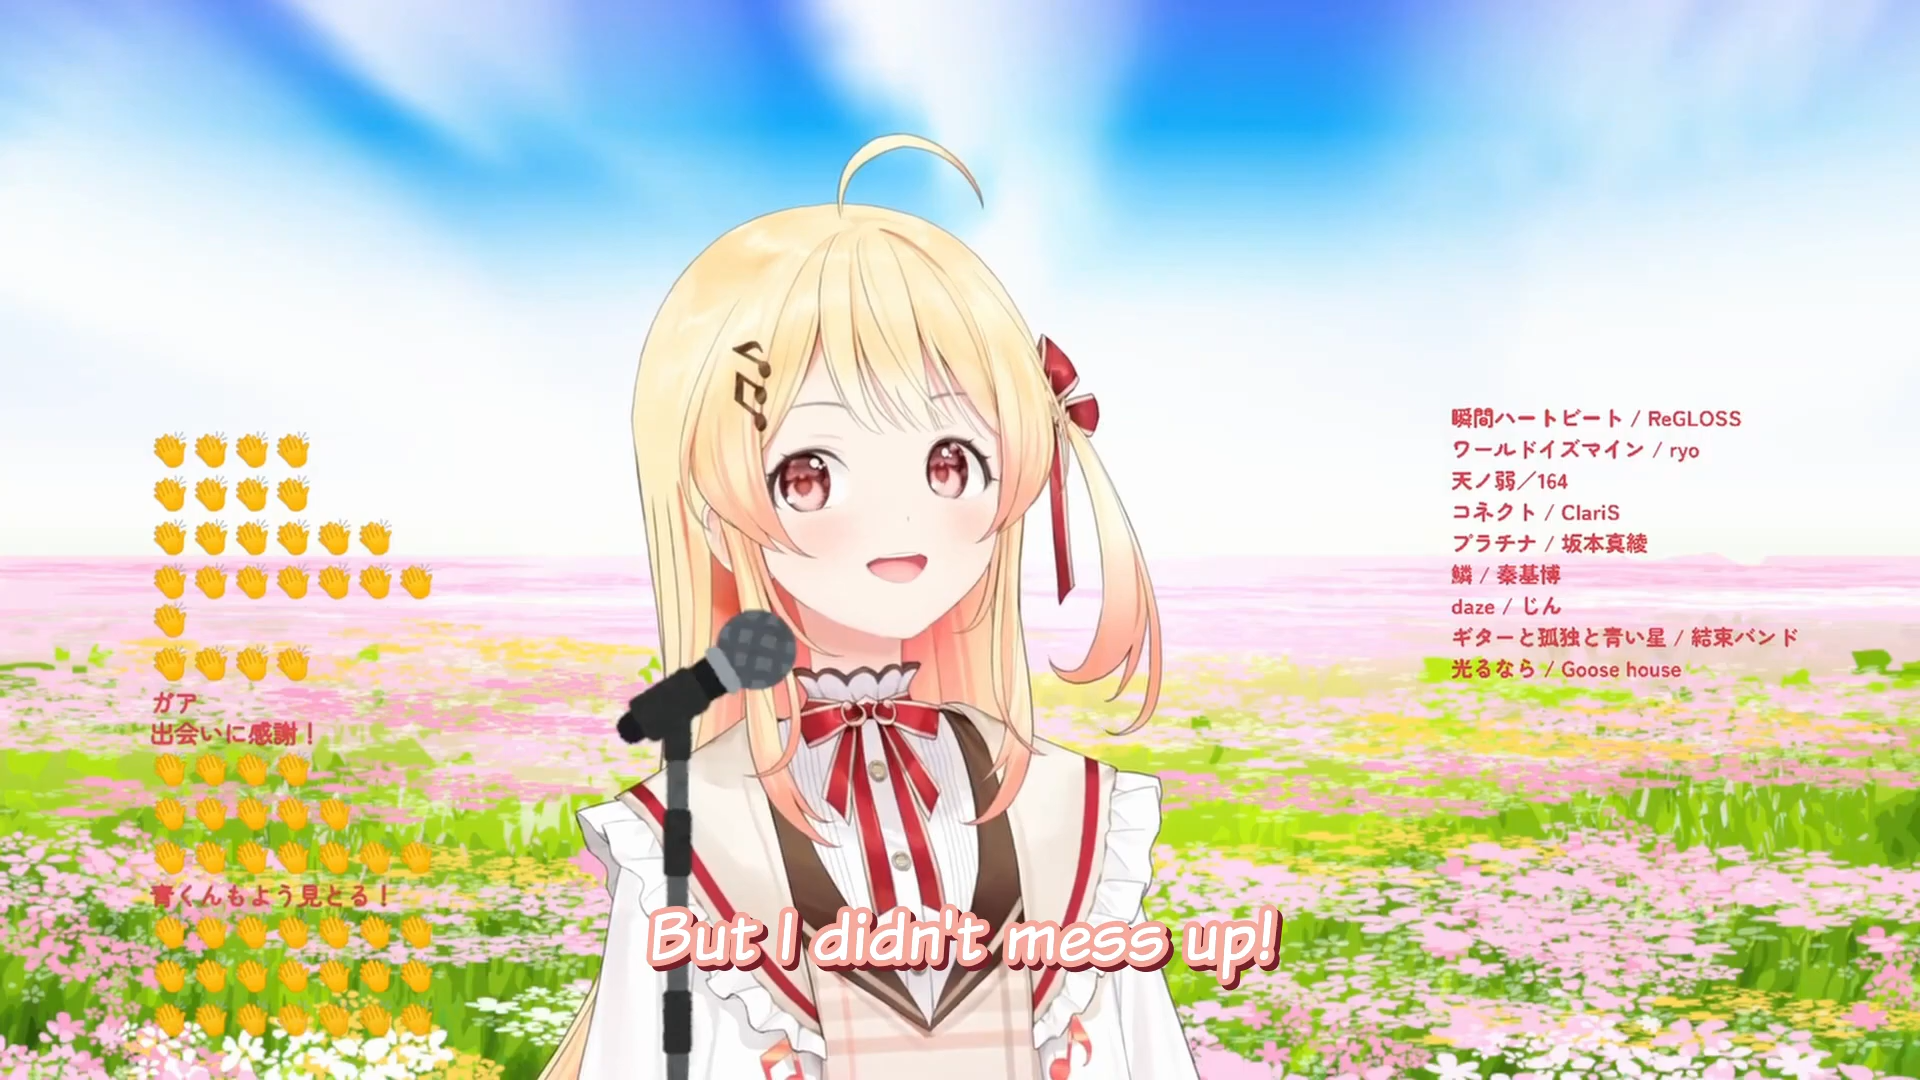 👏👏👏👏
👏👏👏👏
👏👏👏👏👏👏
👏👏👏👏👏👏👏
👏
👏👏👏👏
ガア
出会いに感謝！
👏👏👏👏
👏👏👏👏👏
👏👏👏👏👏👏👏
青くんもよう見とる！
👏👏👏👏👏👏👏
👏👏👏👏👏👏👏
👏👏👏👏👏👏👏
瞬間ハートビート / ReGLOSS
ワールドイズマイン / ryo
天ノ弱／164
コネクト / ClariS
プラチナ / 坂本真綾
鱗 / 秦基博
daze / じん
ギターと孤独と青い星 / 結束バンド
光るなら / Goose house
But I didn't mess up!